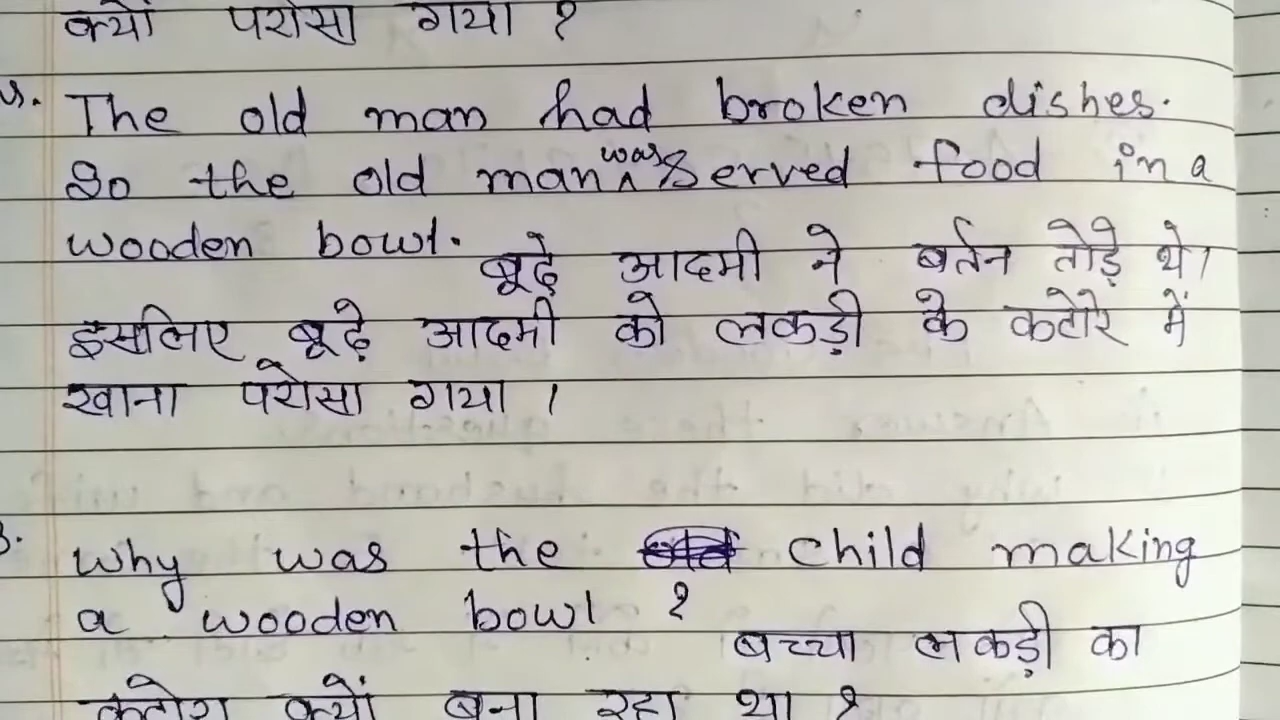 क्यों परोसा गया ?
The old man had broken dishes.
So the old man was served food in a
wooden bowl. बूढ़े आदमी ने बर्तन तोड़े थे।
इसलिए बूढ़े आदमी को लकड़ी के कटोरे में
खाना परोसा गया ।
3. Why was the child making
a wooden bowl ? बच्चा लकड़ी का
कटोरा क्यों बना रहा था ?